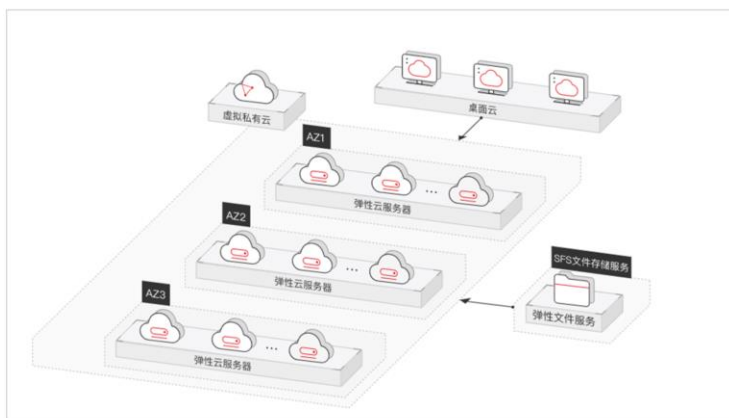 桌面云
虚拟私有云
AZ1
...
弹性云服务器
AZ2
...
弹性云服务器
SFS文件存储服务
弹性文件服务
AZ3
...
弹性云服务器